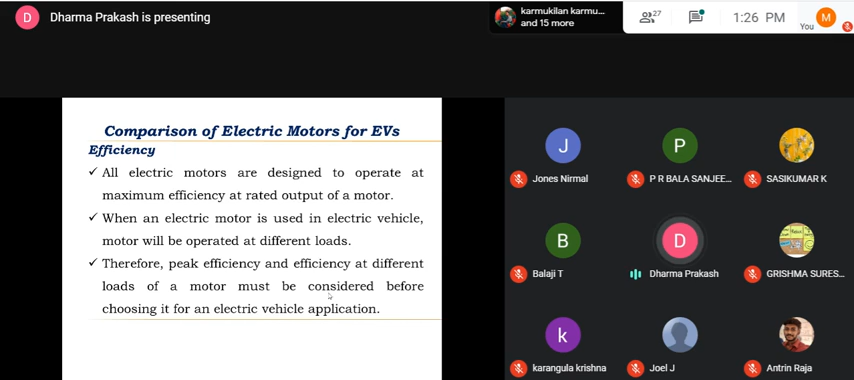 D Dharma Prakash is presenting
karmukilan karmu...
and 15 more
27
1:26 PM
You
M
Comparison of Electric Motors for EVs
Efficiency
✓ All electric motors are designed to operate at
maximum efficiency at rated output of a motor.
✓ When an electric motor is used in electric vehicle,
motor will be operated at different loads.
✓ Therefore, peak efficiency and efficiency at different
loads of a motor must be considered before
choosing it for an electric vehicle application.
J
P
Jones Nirmal
P R BALA SANJEE...
SASIKUMAR K
B
D
Balaji T
Dharma Prakash
GRISHMA SURES...
k
karangula krishna
Joel J
Antrin Raja